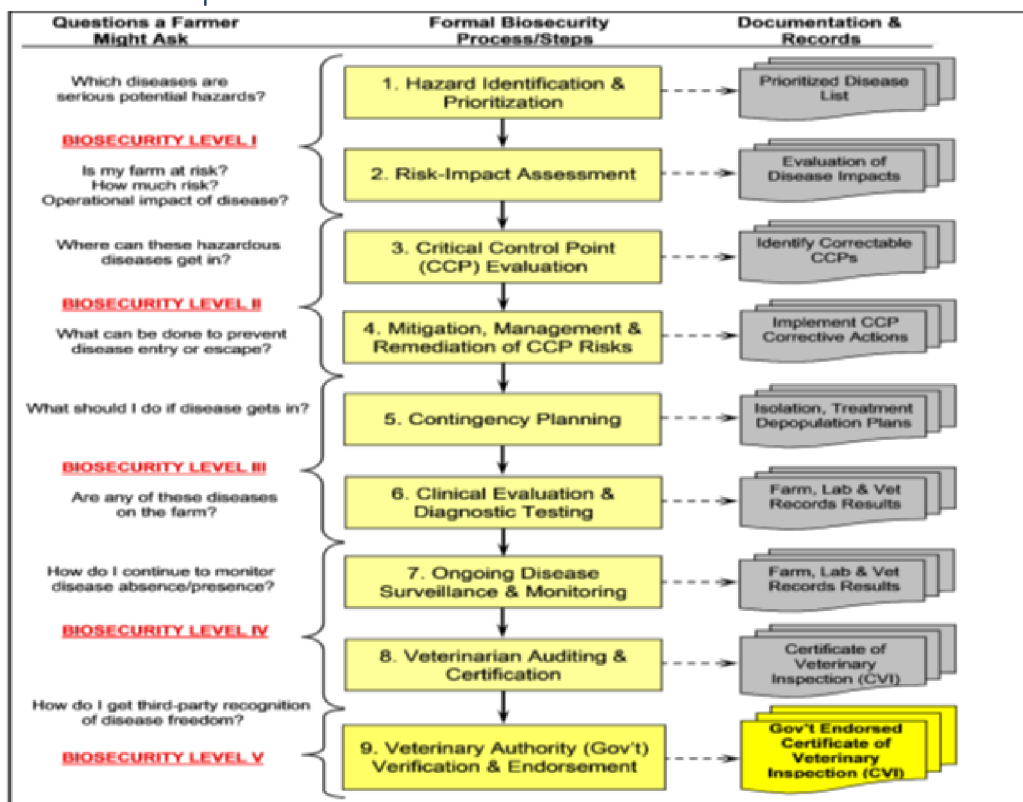 Questions a Farmer
Might Ask
Formal Biosecurity
Process/Steps
Documentation &
Records
Which diseases are
serious potential hazards?
1. Hazard Identification &
Prioritization
Prioritized Disease
List
BIOSECURITY LEVEL I
Is my farm at risk?
How much risk?
Operational impact of disease?
2. Risk-Impact Assessment
Evaluation of
Disease Impacts
Where can these hazardous
diseases get in?
3. Critical Control Point
(CCP) Evaluation
Identify Correctable
CCPs
BIOSECURITY LEVEL II
What can be done to prevent
disease entry or escape?
4. Mitigation, Management &
Remediation of CCP Risks
Implement CCP
Corrective Actions
What should I do if disease gets in?
5. Contingency Planning
Isolation, Treatment
Depopulation Plans
BIOSECURITY LEVEL III
Are any of these diseases
on the farm?
6. Clinical Evaluation &
Diagnostic Testing
Farm, Lab & Vet
Records Results
How do I continue to monitor
disease absence/presence?
7. Ongoing Disease
Surveillance & Monitoring
Farm, Lab & Vet
Records Results
BIOSECURITY LEVEL IV
8. Veterinarian Auditing &
Certification
Certificate of
Veterinary
Inspection (CVI)
How do I get third-party recognition
of disease freedom?
BIOSECURITY LEVEL V
9. Veterinary Authority (Gov't)
Verification & Endorsement
Gov't Endorsed
Certificate of
Veterinary
Inspection (CVI)